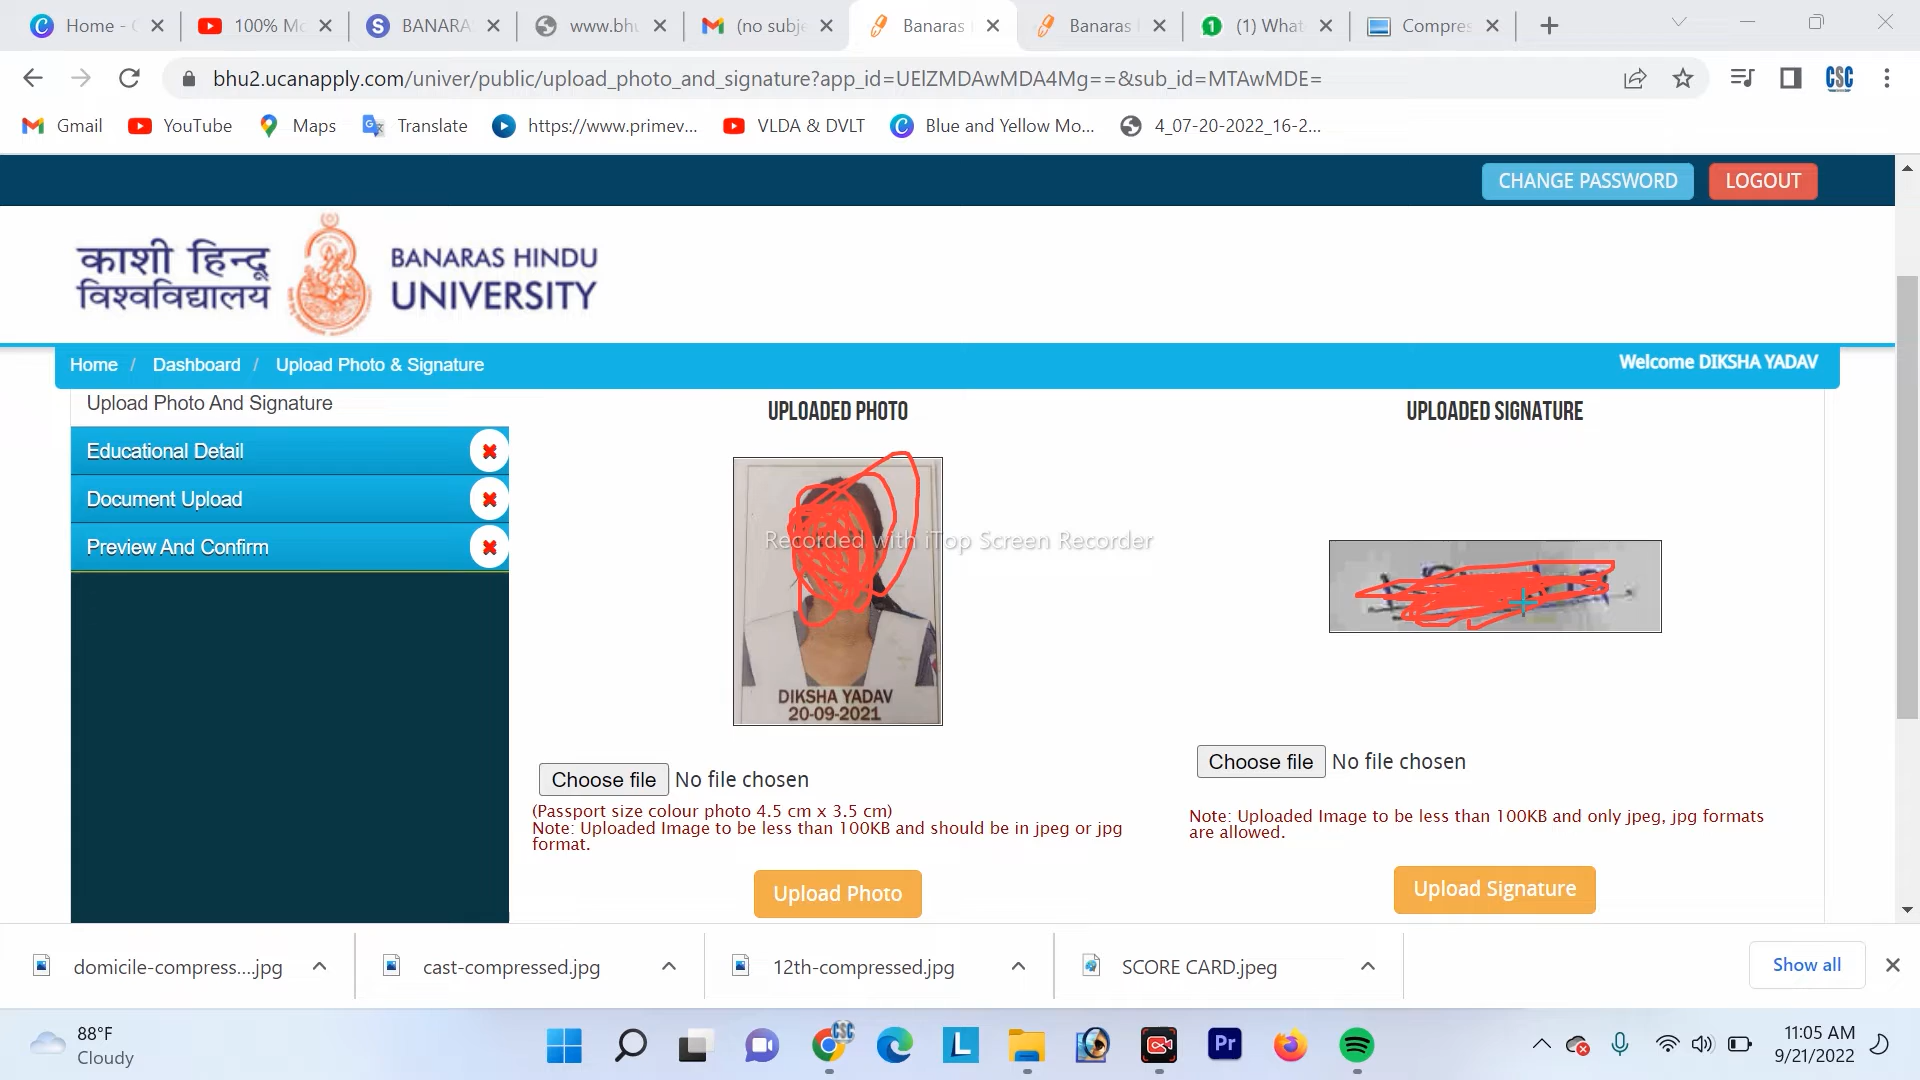 Home - C
100% Mo
BANARA
www.bhu
(no subje
Banaras
Banaras
(1) What
Compres
bhu2.ucanapply.com/univer/public/upload_photo_and_signature?app_id=UElZMDAwMDA4Mg==&sub_id=MTAwMDE=
CSC
Gmail
YouTube
Maps
Translate
https://www.primev...
VLDA & DVLT
Blue and Yellow Mo...
4_07-20-2022_16-2...
CHANGE PASSWORD
LOGOUT
काशी हिन्दू
विश्वविद्यालय
BANARAS HINDU
UNIVERSITY
Home / Dashboard / Upload Photo & Signature
Welcome DIKSHA YADAV
Upload Photo And Signature
Educational Detail
Document Upload
Preview And Confirm
UPLOADED PHOTO
UPLOADED SIGNATURE
Recorded with iTop Screen Recorder
DIKSHA YADAV
20-09-2021
Choose file No file chosen
(Passport size colour photo 4.5 cm x 3.5 cm)
Note: Uploaded Image to be less than 100KB and should be in jpeg or jpg
format.
Upload Photo
Choose file No file chosen
Note: Uploaded Image to be less than 100KB and only jpeg, jpg formats
are allowed.
Upload Signature
domicile-compress....jpg
cast-compressed.jpg
12th-compressed.jpg
SCORE CARD.jpeg
Show all
88°F
Cloudy
CSC
L
Pr
11:05 AM
9/21/2022